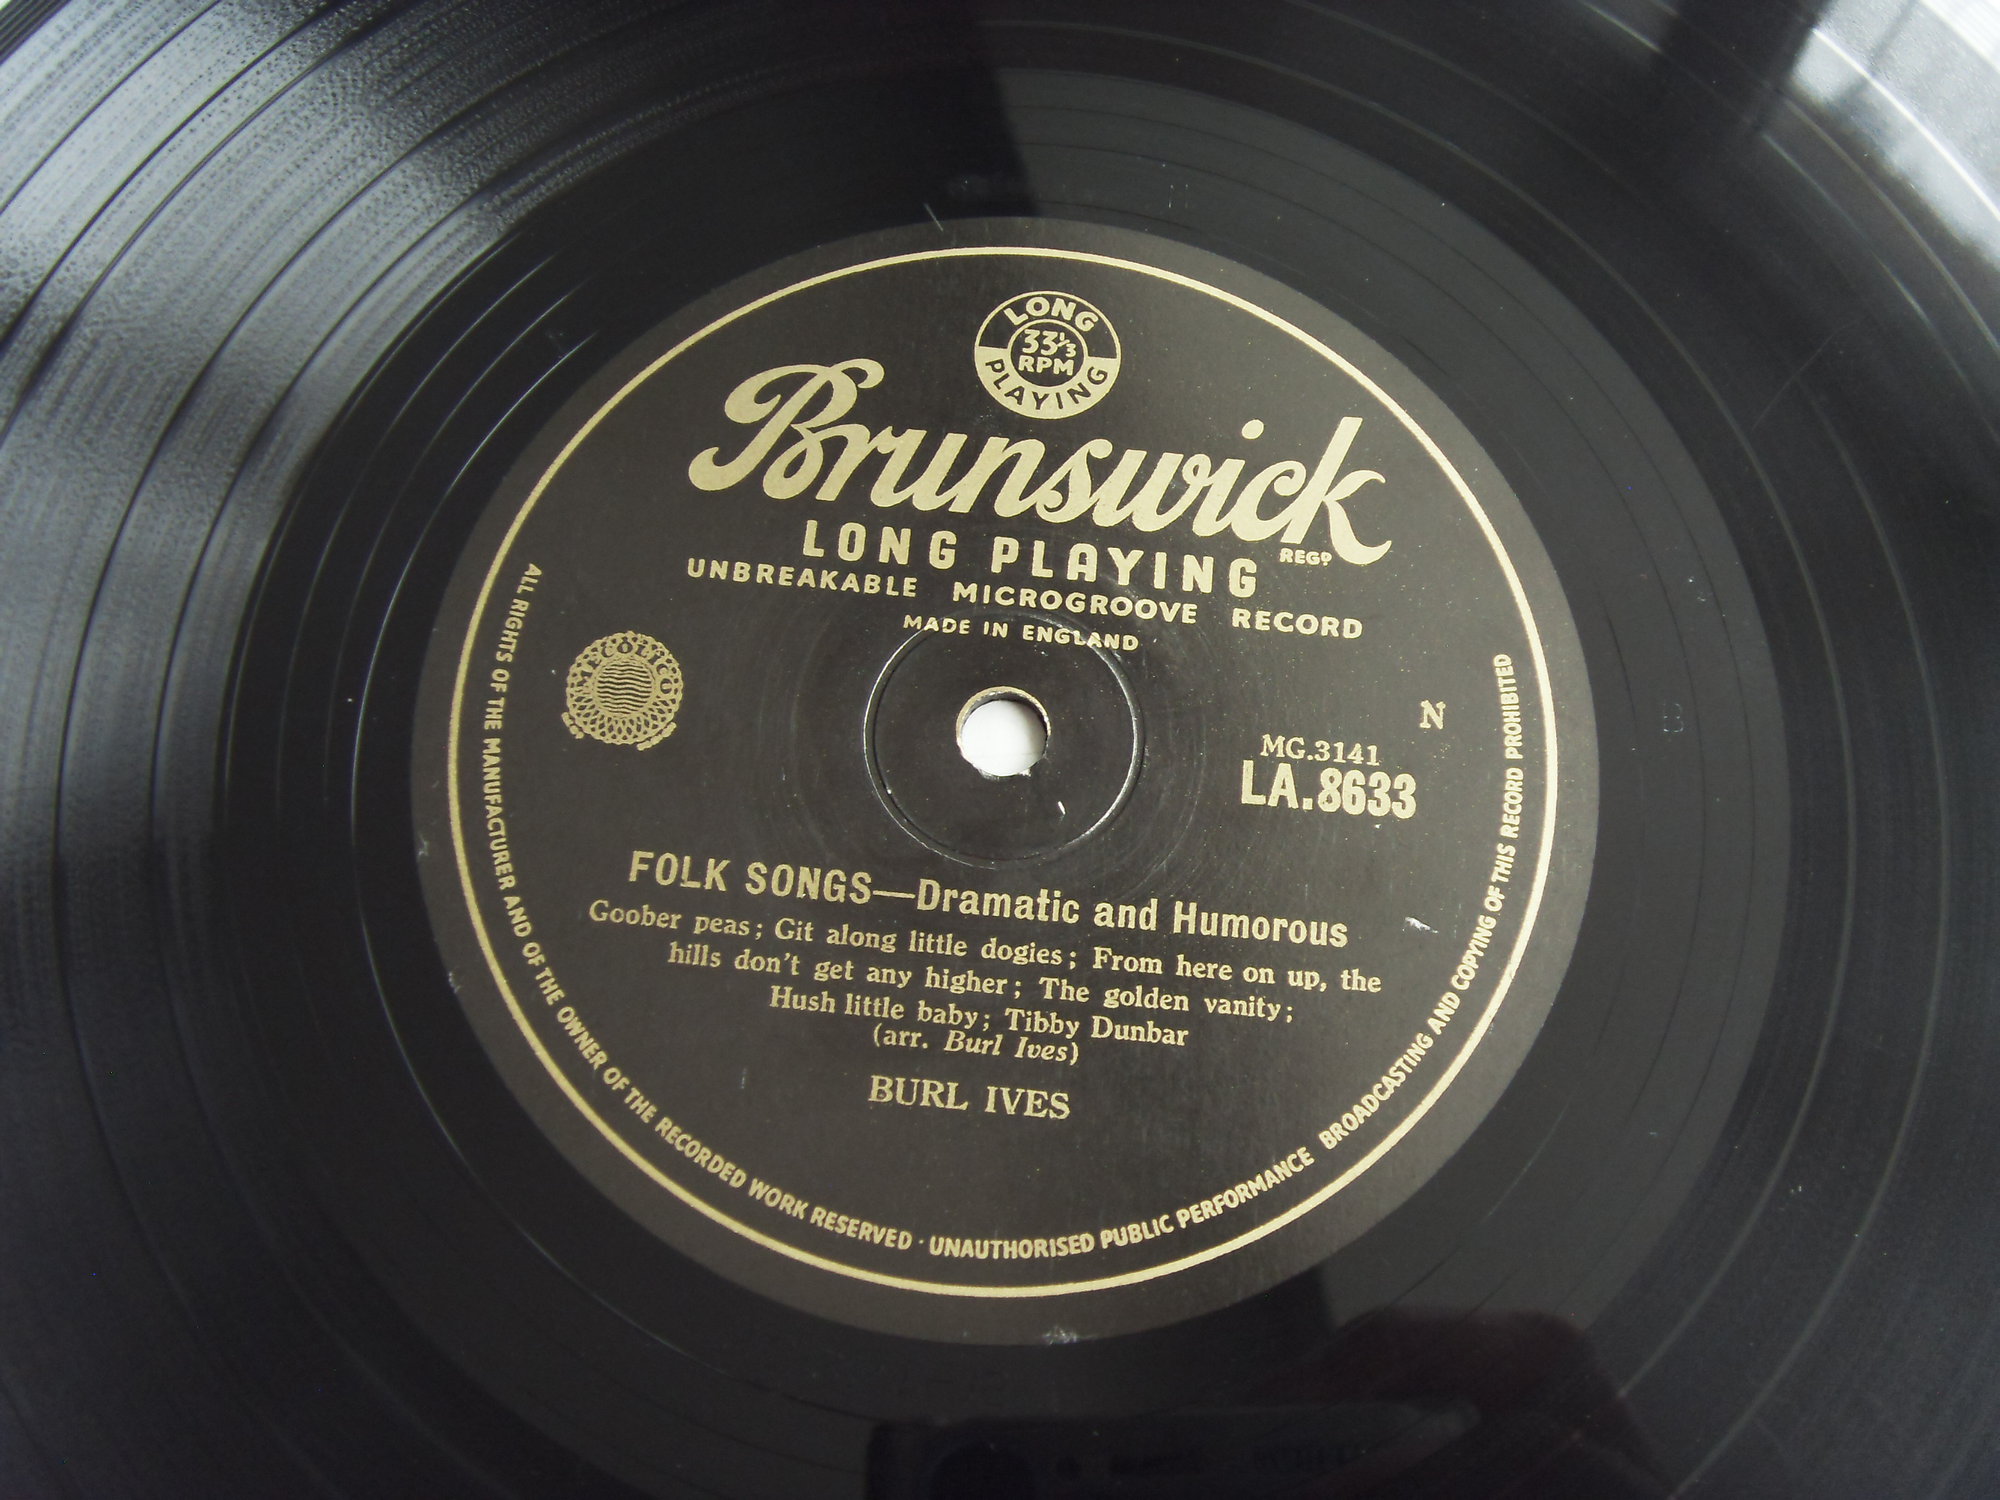 LONG
33⅓
RPM
PLAYING
Brunswick
REGD
LONG PLAYING
UNBREAKABLE MICROGROOVE RECORD
MADE IN ENGLAND
N
MG.3141
LA.8633
FOLK SONGS—Dramatic and Humorous
Goober peas; Git along little dogies; From here on up, the
hills don't get any higher; The golden vanity;
Hush little baby; Tibby Dunbar
(arr. Burl Ives)
BURL IVES
ALL RIGHTS OF THE MANUFACTURER AND OF THE OWNER OF THE RECORDED WORK RESERVED · UNAUTHORISED PUBLIC PERFORMANCE BROADCASTING AND COPYING OF THIS RECORD PROHIBITED